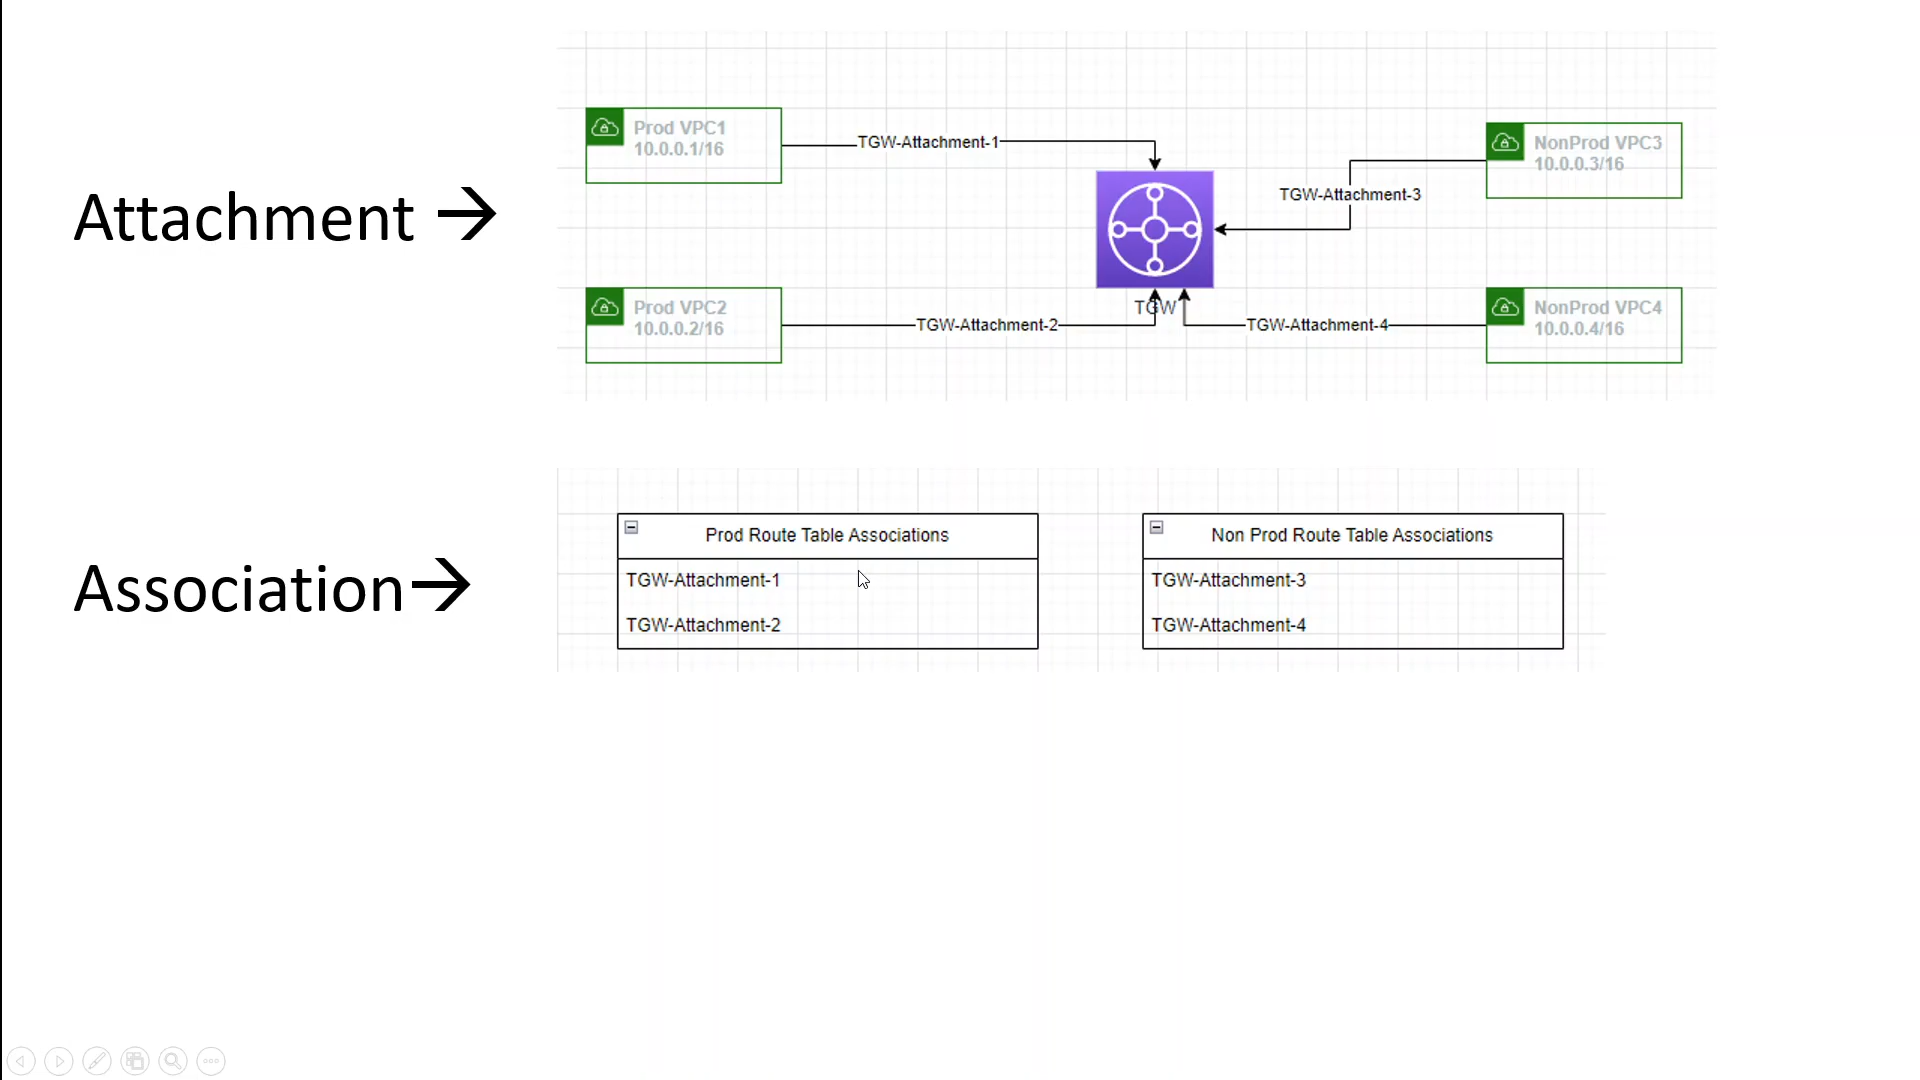 Attachment →
Prod VPC1
10.0.0.1/16
TGW-Attachment-1
NonProd VPC3
10.0.0.3/16
TGW-Attachment-3
Prod VPC2
10.0.0.2/16
TGW-Attachment-2
TGW
TGW-Attachment-4
NonProd VPC4
10.0.0.4/16
Association→
Prod Route Table Associations
TGW-Attachment-1
TGW-Attachment-2
Non Prod Route Table Associations
TGW-Attachment-3
TGW-Attachment-4